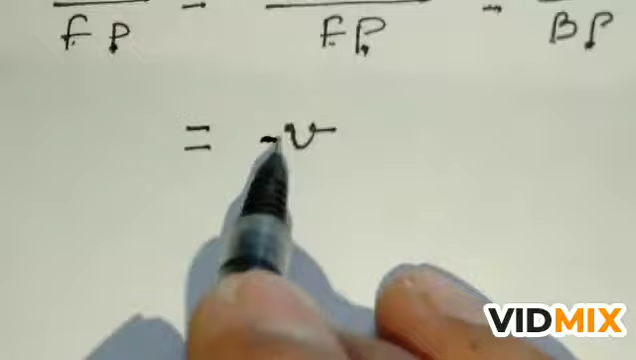 FP - FP - BP
= -v
VIDMIX